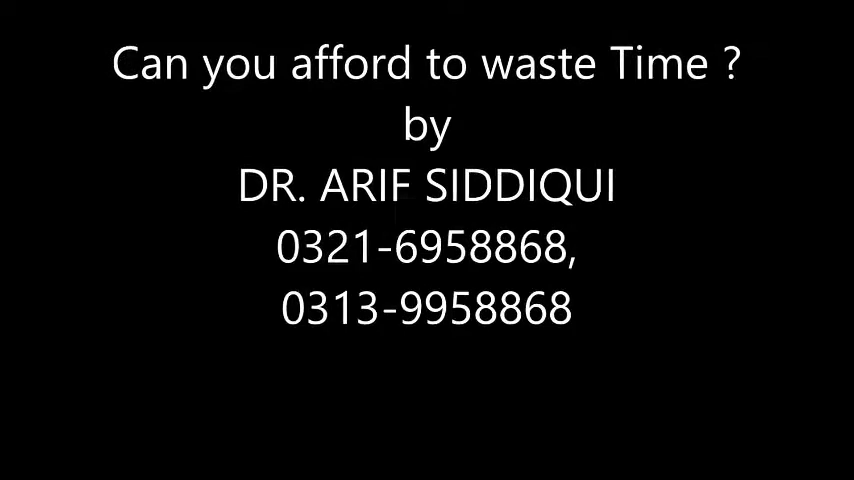 Can you afford to waste Time ?
by
DR. ARIF SIDDIQUI
0321-6958868,
0313-9958868